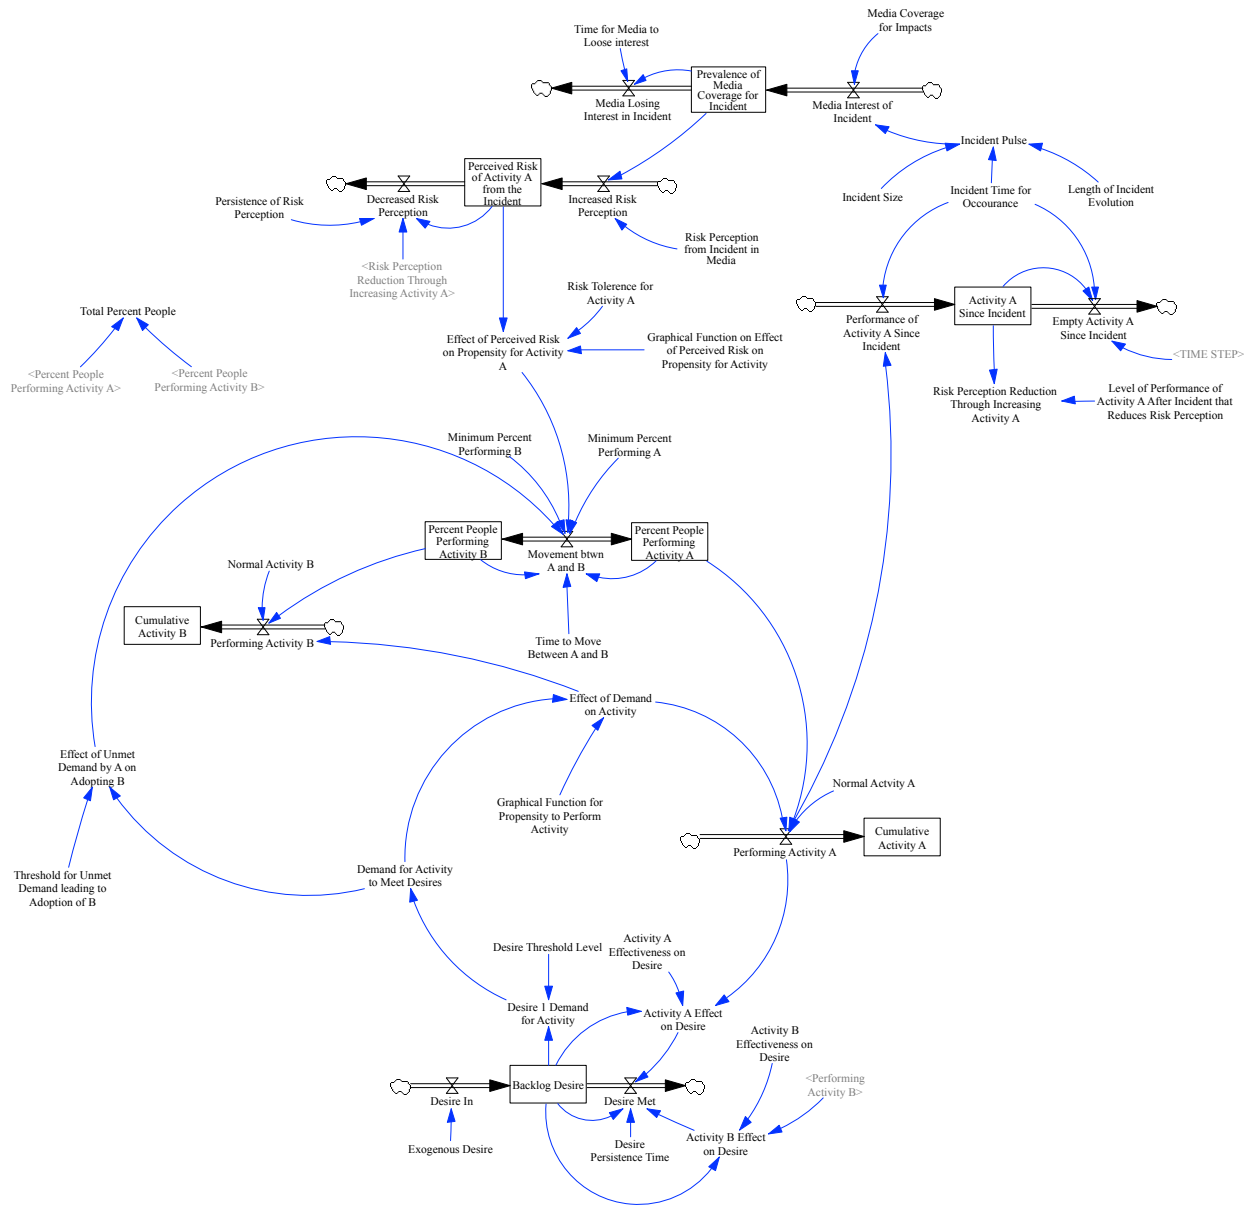 Media Coverage
for Impacts
Time for Media to
Loose interest
Prevalence of
Media
Coverage for
Incident
Media Losing
Interest in Incident
Media Interest of
Incident
Incident Pulse
Perceived Risk
of Activity A
from the
Incident
Decreased Risk
Perception
Increased Risk
Perception
Persistence of Risk
Perception
Incident Size
Incident Time for
Occourance
Length of Incident
Evolution
Risk Perception
from Incident in
Media
<Risk Perception
Reduction Through
Increasing Activity A>
Risk Tolerence for
Activity A
Activity A
Since Incident
Performance of
Activity A Since
Incident
Empty Activity A
Since Incident
<TIME STEP>
Total Percent People
<Percent People
Performing Activity A>
<Percent People
Performing Activity B>
Effect of Perceived Risk
on Propensity for Activity
A
Graphical Function on Effect
of Perceived Risk on
Propensity for Activity
Risk Perception Reduction
Through Increasing
Activity A
Level of Performance of
Activity A After Incident that
Reduces Risk Perception
Minimum Percent
Performing B
Minimum Percent
Performing A
Percent People
Performing
Activity B
Movement btwn
A and B
Percent People
Performing
Activity A
Normal Activity B
Cumulative
Activity B
Performing Activity B
Time to Move
Between A and B
Effect of Demand
on Activity
Effect of Unmet
Demand by A on
Adopting B
Graphical Function for
Propensity to Perform
Activity
Normal Actvity A
Performing Activity A
Cumulative
Activity A
Threshold for Unmet
Demand leading to
Adoption of B
Demand for Activity
to Meet Desires
Desire Threshold Level
Activity A
Effectiveness on
Desire
Desire 1 Demand
for Activity
Activity A Effect
on Desire
Activity B
Effectiveness on
Desire
<Performing
Activity B>
Backlog Desire
Desire In
Desire Met
Exogenous Desire
Desire
Persistence Time
Activity B Effect
on Desire